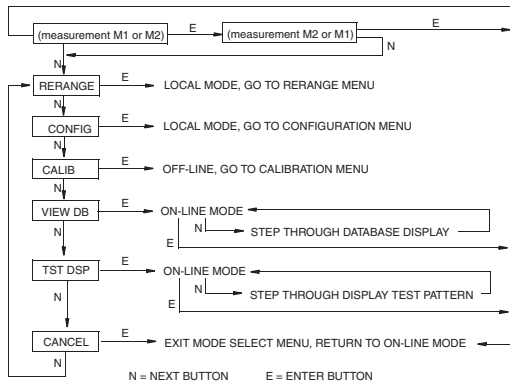 (measurement M1 or M2) E (measurement M2 or M1) E
N
N
RERANGE E LOCAL MODE, GO TO RERANGE MENU
N
CONFIG E LOCAL MODE, GO TO CONFIGURATION MENU
N
CALIB E OFF-LINE, GO TO CALIBRATION MENU
N
VIEW DB E ON-LINE MODE
N N STEP THROUGH DATABASE DISPLAY
E
TST DSP E ON-LINE MODE
N N STEP THROUGH DISPLAY TEST PATTERN
E
CANCEL E EXIT MODE SELECT MENU, RETURN TO ON-LINE MODE
N
N = NEXT BUTTON E = ENTER BUTTON